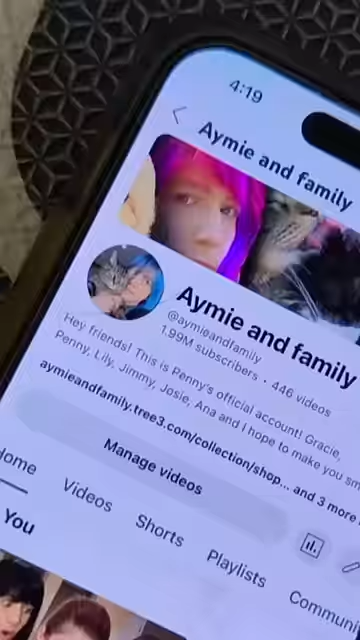 4:19
Aymie and family
Aymie and family
@aymieandfamily
1.99M subscribers • 446 videos
Hey friends! This is Penny's official account! Gracie,
Penny, Lily, Jimmy, Josie, Ana and I hope to make you
aymieandfamily.tree3.com/collection/shop... and 3 more
Manage videos
Home
Videos
Shorts
Playlists
You